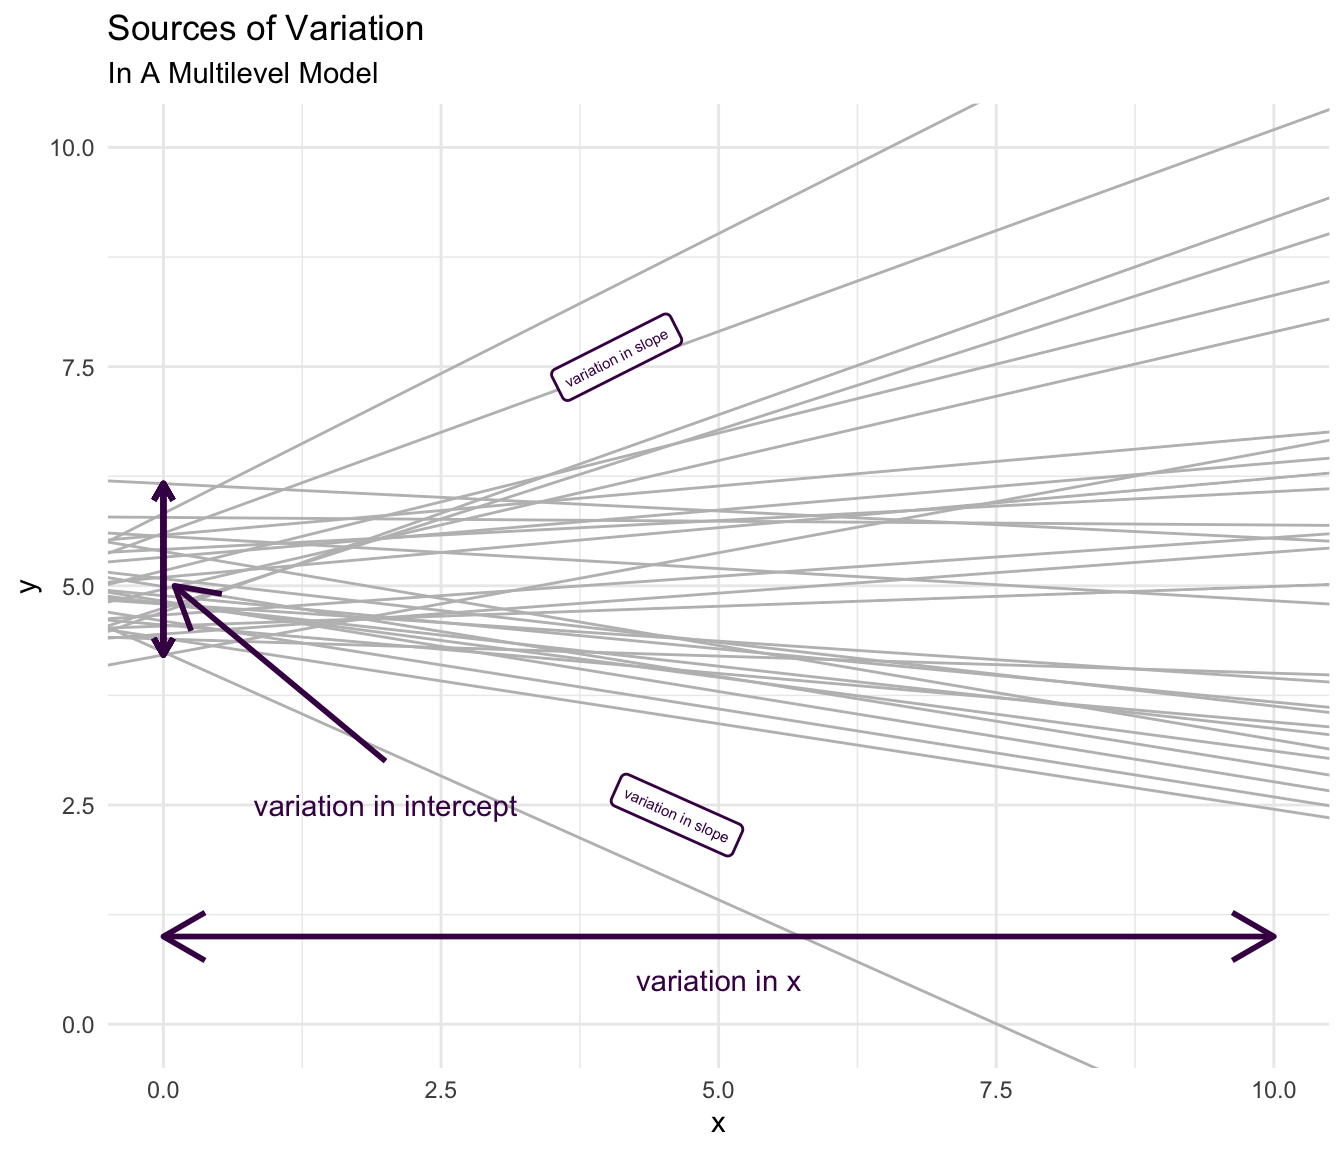 Sources of Variation
In A Multilevel Model
10.0
7.5
5.0
2.5
0.0
y
variation in slope
variation in intercept
variation in slope
variation in x
0.0 2.5 5.0 7.5 10.0
x